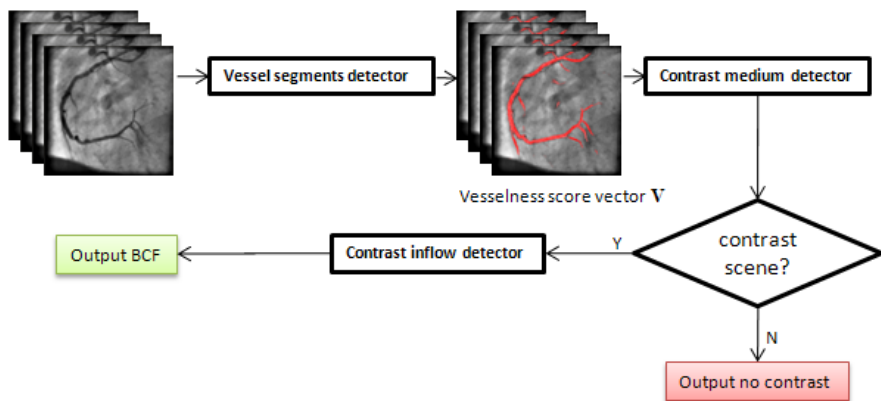 Vessel segments detector
Contrast medium detector
Vesselness score vector V
contrast
scene?
Y
Contrast inflow detector
Output BCF
N
Output no contrast